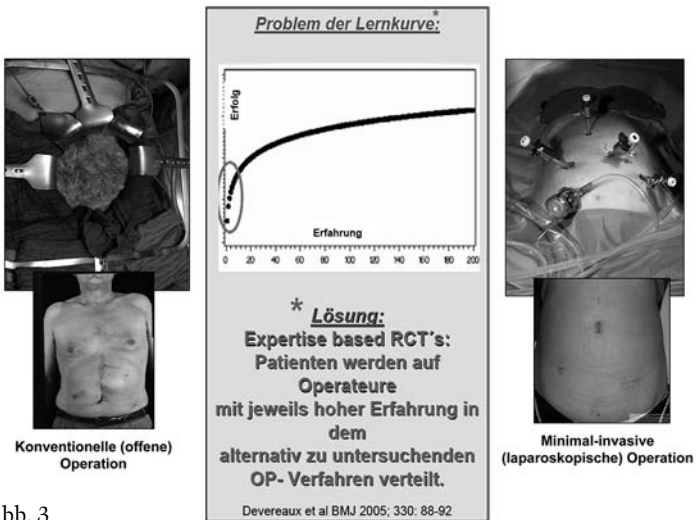 Problem der Lernkurve:*
Erfolg
Erfahrung
0 20 40 60 80 100 120 140 160 180 200
* Lösung:
Expertise based RCT´s:
Patienten werden auf
Operateure
mit jeweils hoher Erfahrung in
dem
alternativ zu untersuchenden
OP- Verfahren verteilt.
Devereaux et al BMJ 2005; 330: 88-92
Konventionelle (offene)
Operation
Minimal-invasive
(laparoskopische) Operation
bb. 3